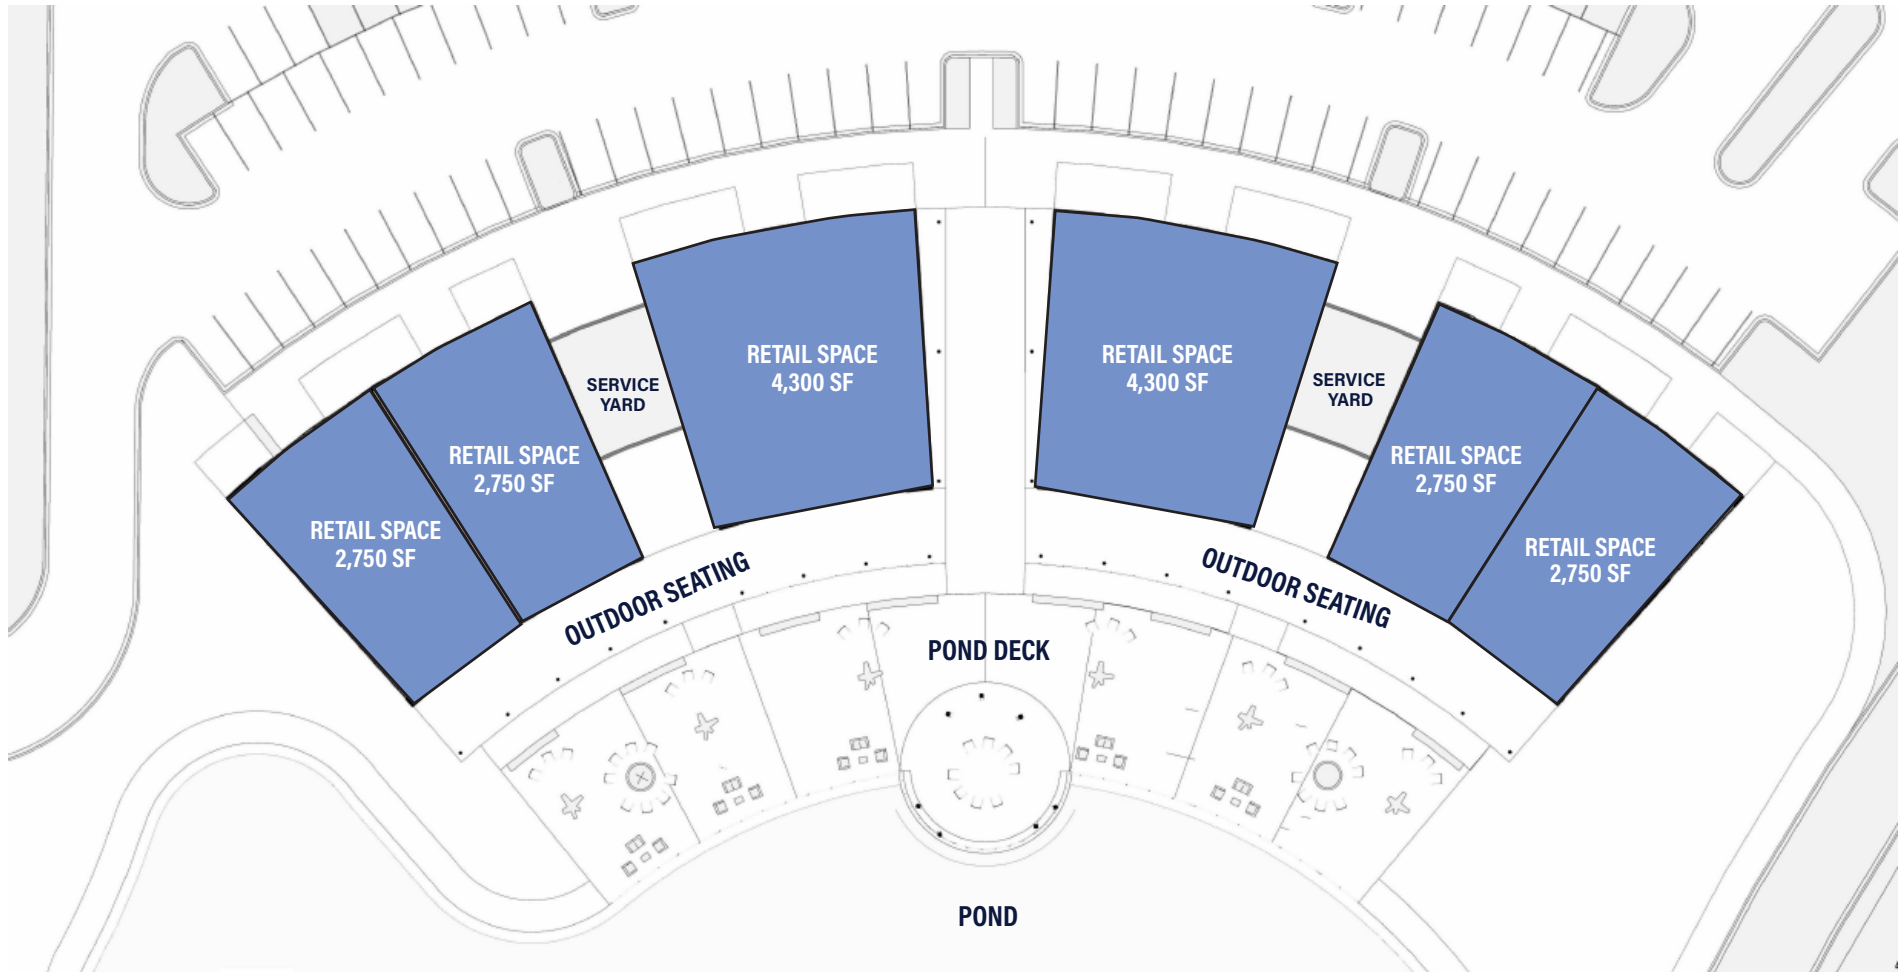 RETAIL SPACE
4,300 SF
RETAIL SPACE
4,300 SF
SERVICE
YARD
SERVICE
YARD
RETAIL SPACE
2,750 SF
RETAIL SPACE
2,750 SF
RETAIL SPACE
2,750 SF
RETAIL SPACE
2,750 SF
OUTDOOR SEATING
OUTDOOR SEATING
POND DECK
POND